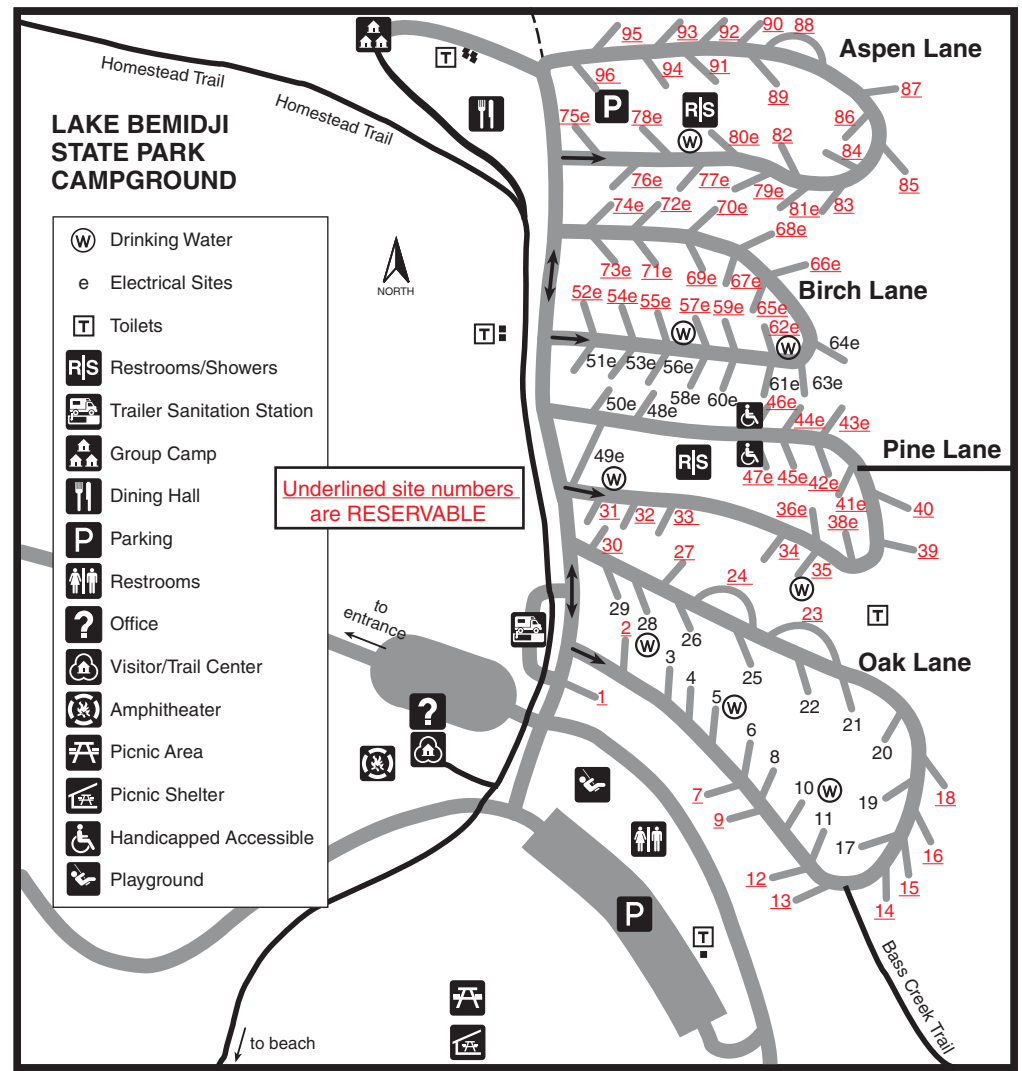 LAKE BEMIDJI
STATE PARK
CAMPGROUND
W Drinking Water
e Electrical Sites
T Toilets
R|S Restrooms/Showers
Trailer Sanitation Station
Group Camp
Dining Hall
P Parking
Restrooms
? Office
Visitor/Trail Center
Amphitheater
Picnic Area
Picnic Shelter
Handicapped Accessible
Playground
Underlined site numbers
are RESERVABLE
Homestead Trail
Homestead Trail
NORTH
T
T
to
entrance
?
to beach
Aspen Lane
95
93
92
90
88
96
94
91
89
87
86
84
85
P
R|S
W
75e
78e
80e
82
76e
77e
79e
81e
83
Birch Lane
74e
72e
70e
68e
66e
73e
71e
69e
67e
65e
52e
54e
55e
57e
59e
62e
W
W
64e
51e
53e
56e
58e
60e
61e
63e
Pine Lane
50e
48e
46e
44e
43e
49e
W
R|S
47e
45e
42e
41e
40
31
32
33
36e
38e
34
35
39
W
T
Oak Lane
30
27
24
23
29
28
26
25
22
21
20
2
W
3
4
5
W
6
8
10
W
11
1
7
9
12
13
14
15
16
17
18
19
P
T
Bass Creek Trail